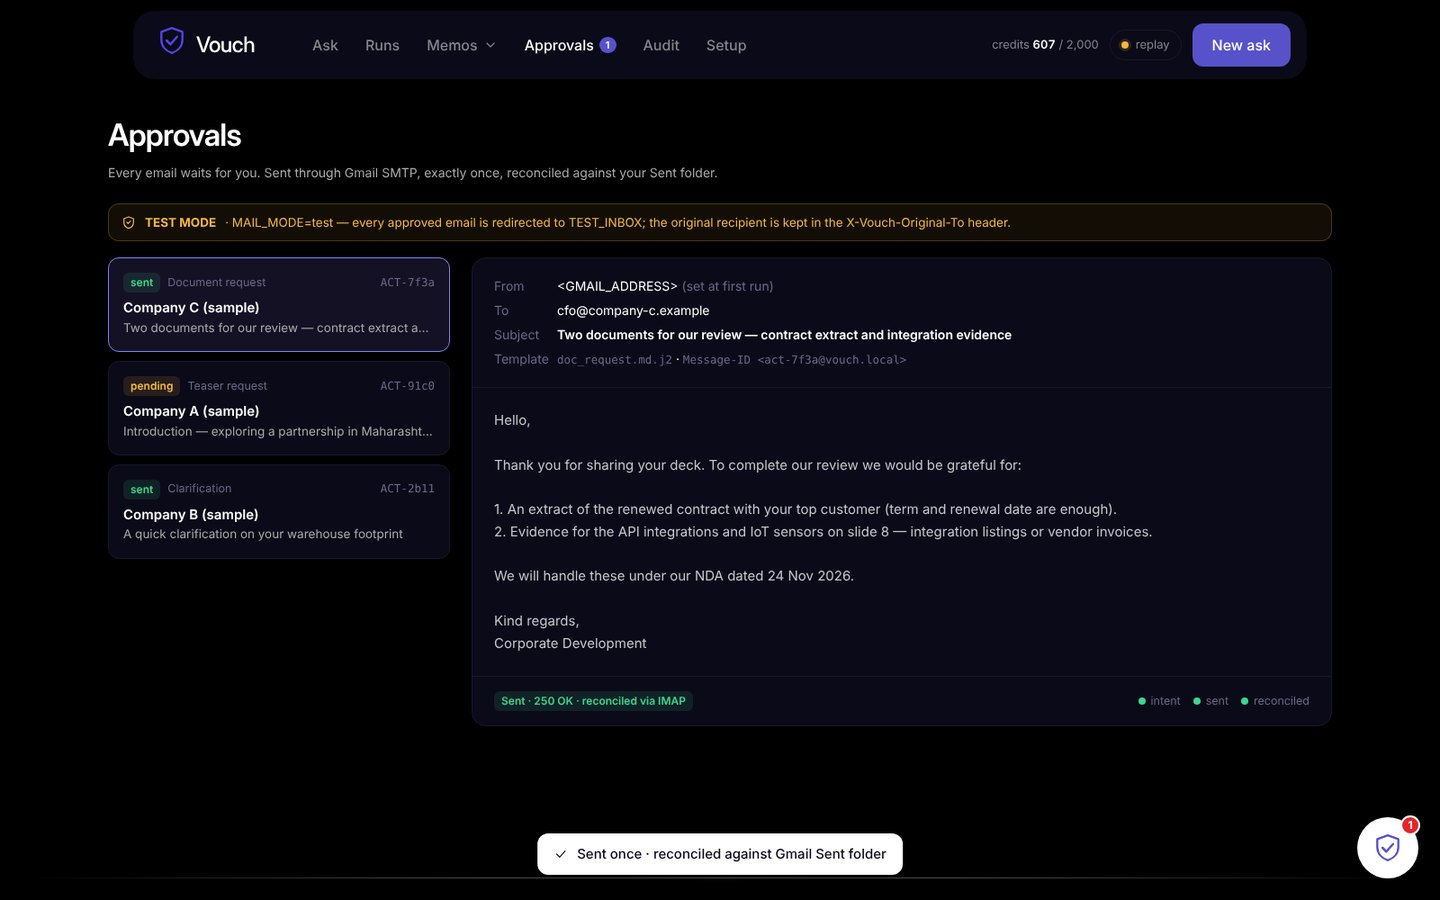 Vouch
Ask
Runs
Memos
Approvals 1
Audit
Setup
credits 607 / 2,000
replay
New ask
Approvals
Every email waits for you. Sent through Gmail SMTP, exactly once, reconciled against your Sent folder.
TEST MODE · MAIL_MODE=test — every approved email is redirected to TEST_INBOX; the original recipient is kept in the X-Vouch-Original-To header.
sent Document request ACT-7f3a
Company C (sample)
Two documents for our review — contract extract a...
pending Teaser request ACT-91c0
Company A (sample)
Introduction — exploring a partnership in Maharasht...
sent Clarification ACT-2b11
Company B (sample)
A quick clarification on your warehouse footprint
From <GMAIL_ADDRESS> (set at first run)
To cfo@company-c.example
Subject Two documents for our review — contract extract and integration evidence
Template doc_request.md.j2 · Message-ID <act-7f3a@vouch.local>
Hello,
Thank you for sharing your deck. To complete our review we would be grateful for:
1. An extract of the renewed contract with your top customer (term and renewal date are enough).
2. Evidence for the API integrations and IoT sensors on slide 8 — integration listings or vendor invoices.
We will handle these under our NDA dated 24 Nov 2026.
Kind regards,
Corporate Development
Sent · 250 OK · reconciled via IMAP
intent sent reconciled
Sent once · reconciled against Gmail Sent folder
1